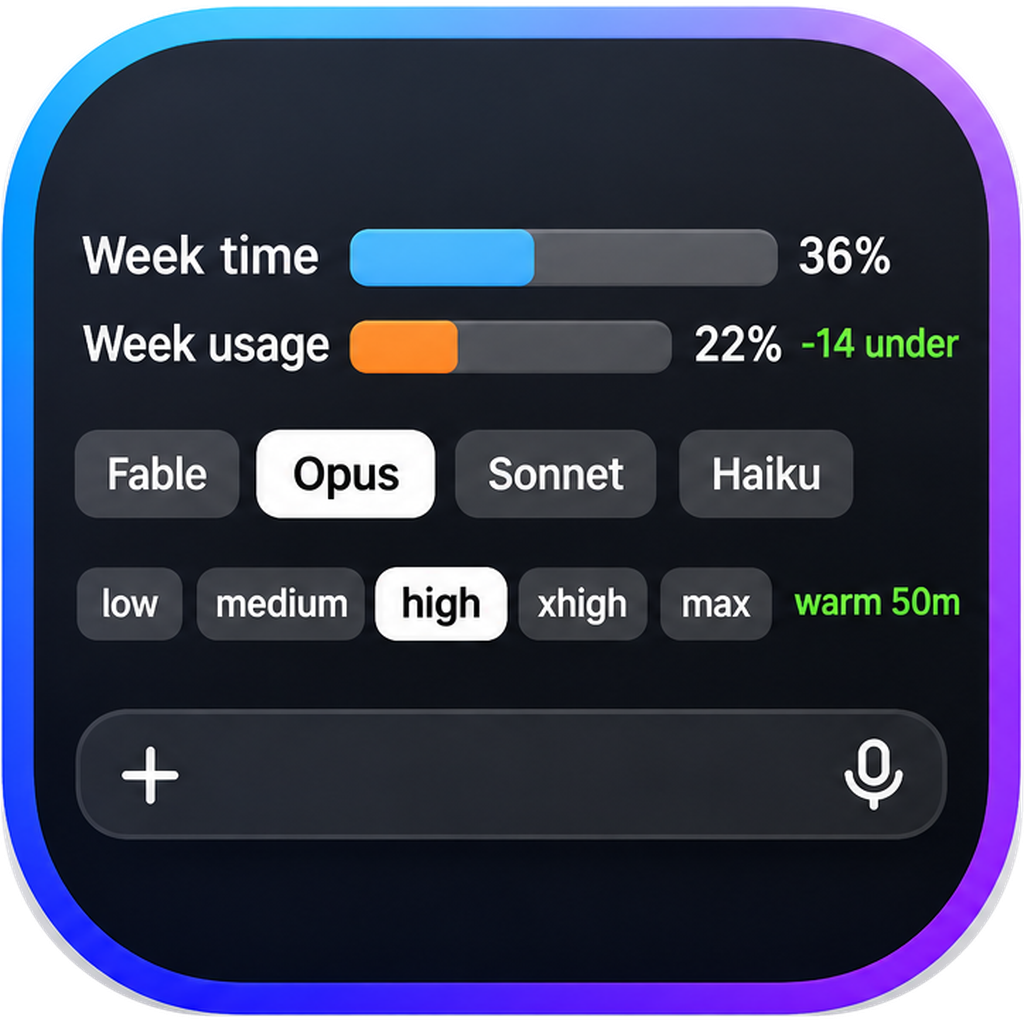 Week time 36%
Week usage 22% -14 under
Fable Opus Sonnet Haiku
low medium high xhigh max warm 50m